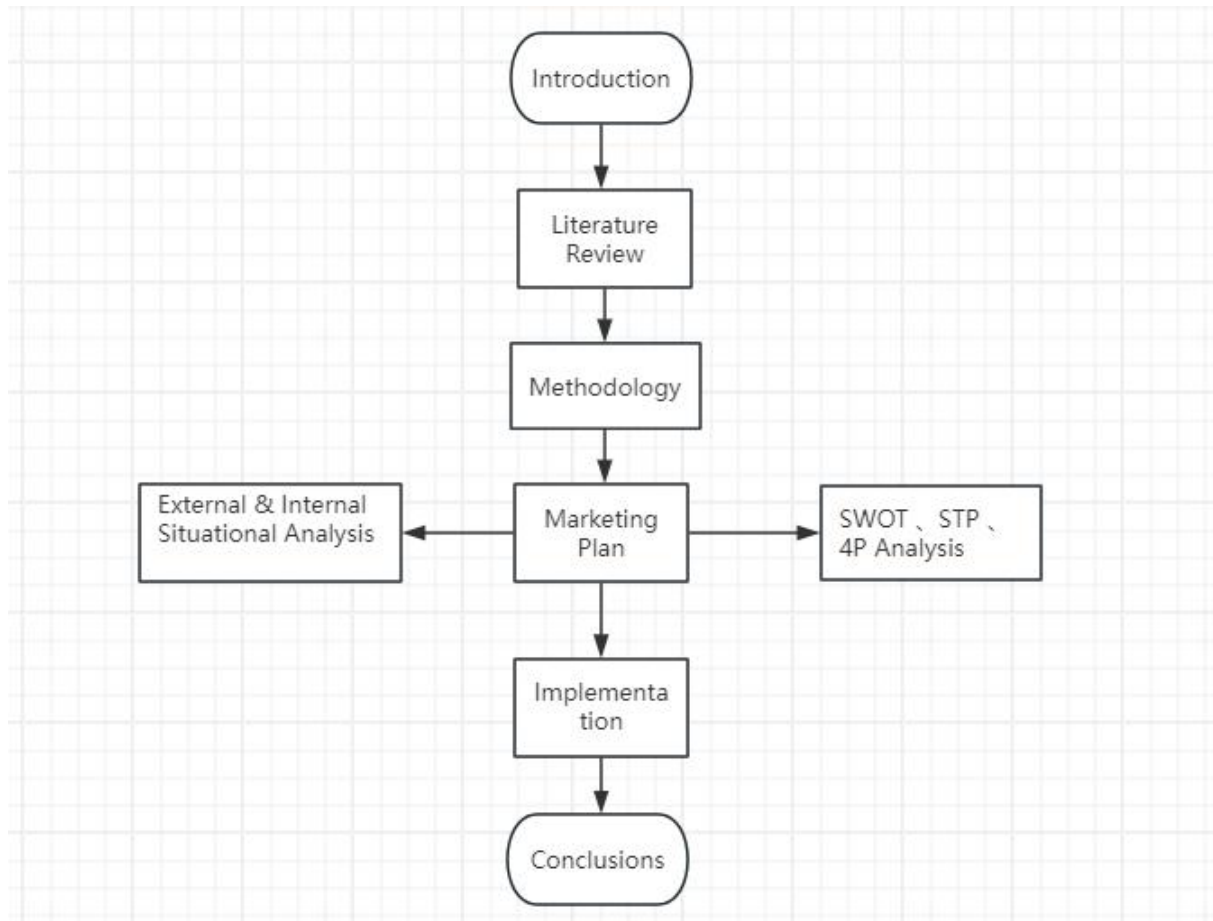 Introduction
Literature
Review
Methodology
External & Internal
Situational Analysis
Marketing
Plan
SWOT 、STP 、
4P Analysis
Implementa
tion
Conclusions